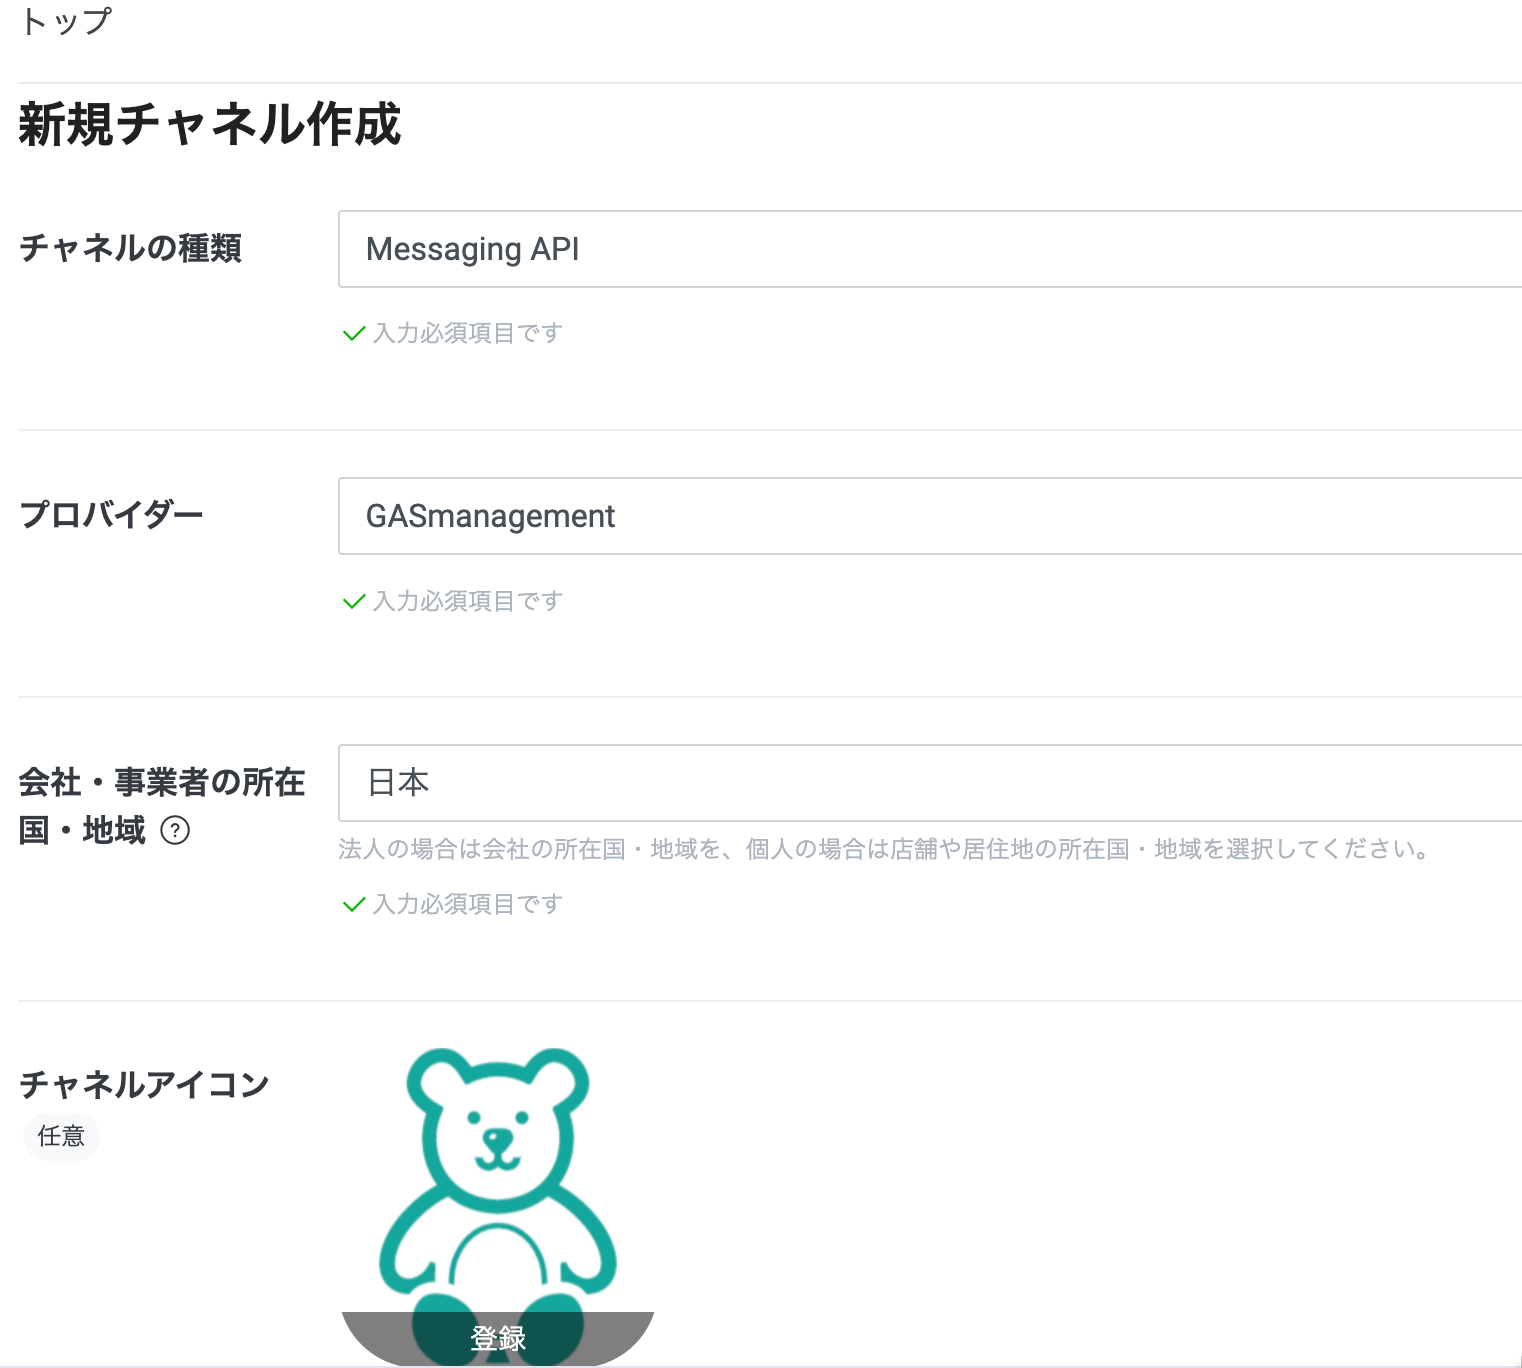 トップ
新規チャネル作成
チャネルの種類
Messaging API
入力必須項目です
プロバイダー
GASmanagement
入力必須項目です
会社・事業者の所在
国・地域 ?
日本
法人の場合は会社の所在国・地域を、個人の場合は店舗や居住地の所在国・地域を選択してください。
入力必須項目です
チャネルアイコン
任意
登録